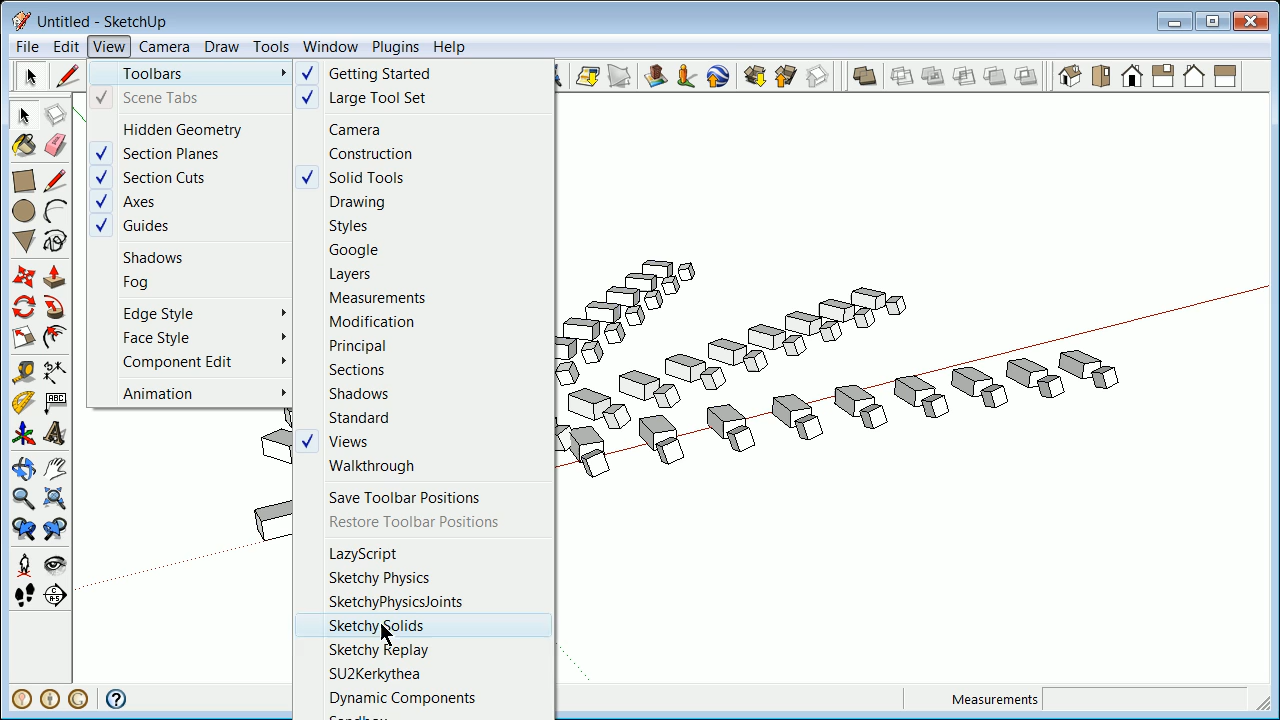 Untitled - SketchUp
File Edit View Camera Draw Tools Window Plugins Help
Toolbars
Scene Tabs
Hidden Geometry
Section Planes
Section Cuts
Axes
Guides
Shadows
Fog
Edge Style
Face Style
Component Edit
Animation
Getting Started
Large Tool Set
Camera
Construction
Solid Tools
Drawing
Styles
Google
Layers
Measurements
Modification
Principal
Sections
Shadows
Standard
Views
Walkthrough
Save Toolbar Positions
Restore Toolbar Positions
LazyScript
Sketchy Physics
SketchyPhysicsJoints
Sketchy Solids
Sketchy Replay
SU2Kerkythea
Dynamic Components
Sandbox
ABC
Measurements